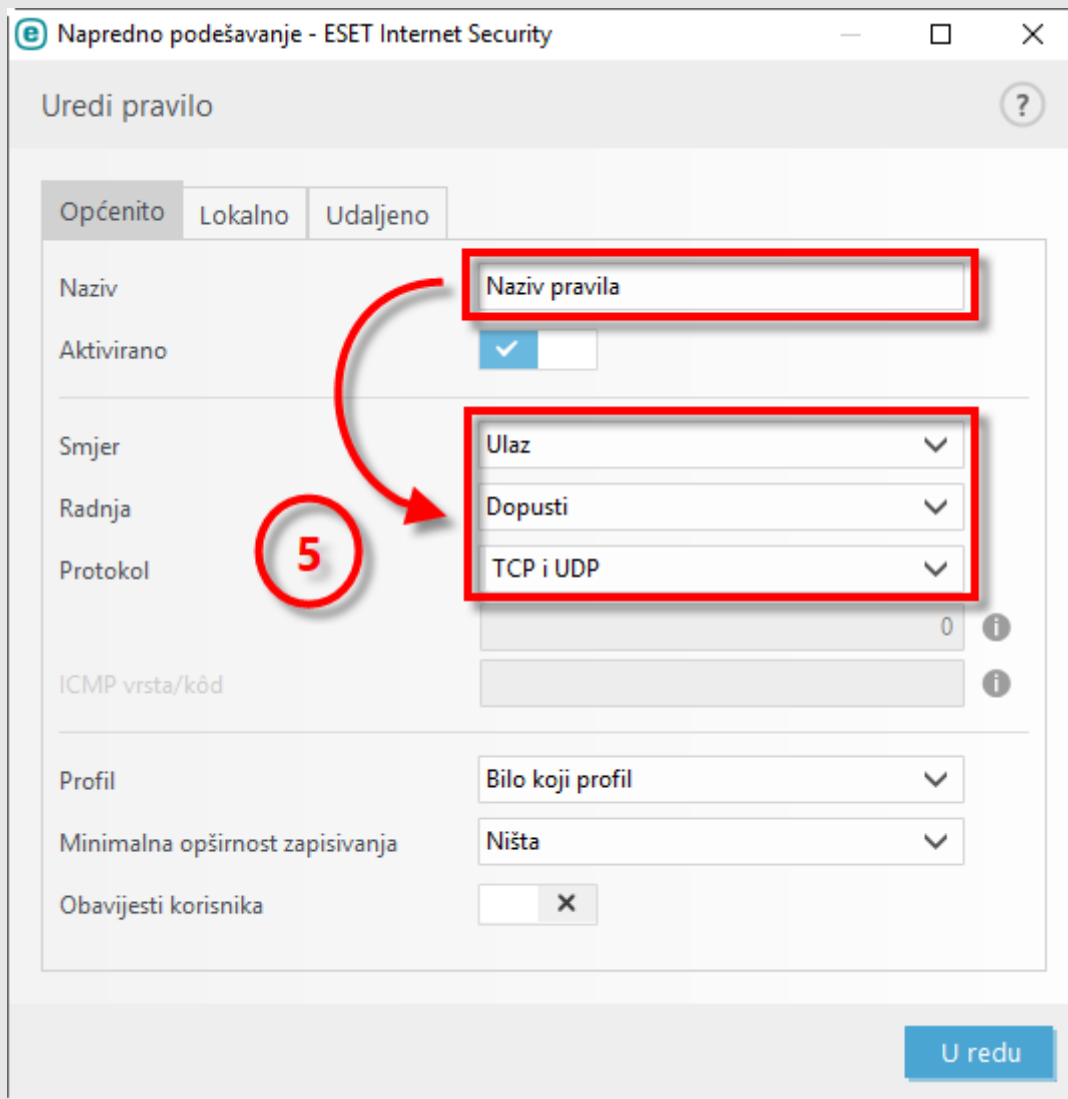 e Napredno podešavanje - ESET Internet Security
Uredi pravilo ?
Općenito Lokalno Udaljeno
Naziv Naziv pravila
Aktivirano
Smjer Ulaz
Radnja Dopusti
5
Protokol TCP i UDP
0 i
ICMP vrsta/kôd i
Profil Bilo koji profil
Minimalna opširnost zapisivanja Ništa
Obavijesti korisnika
U redu